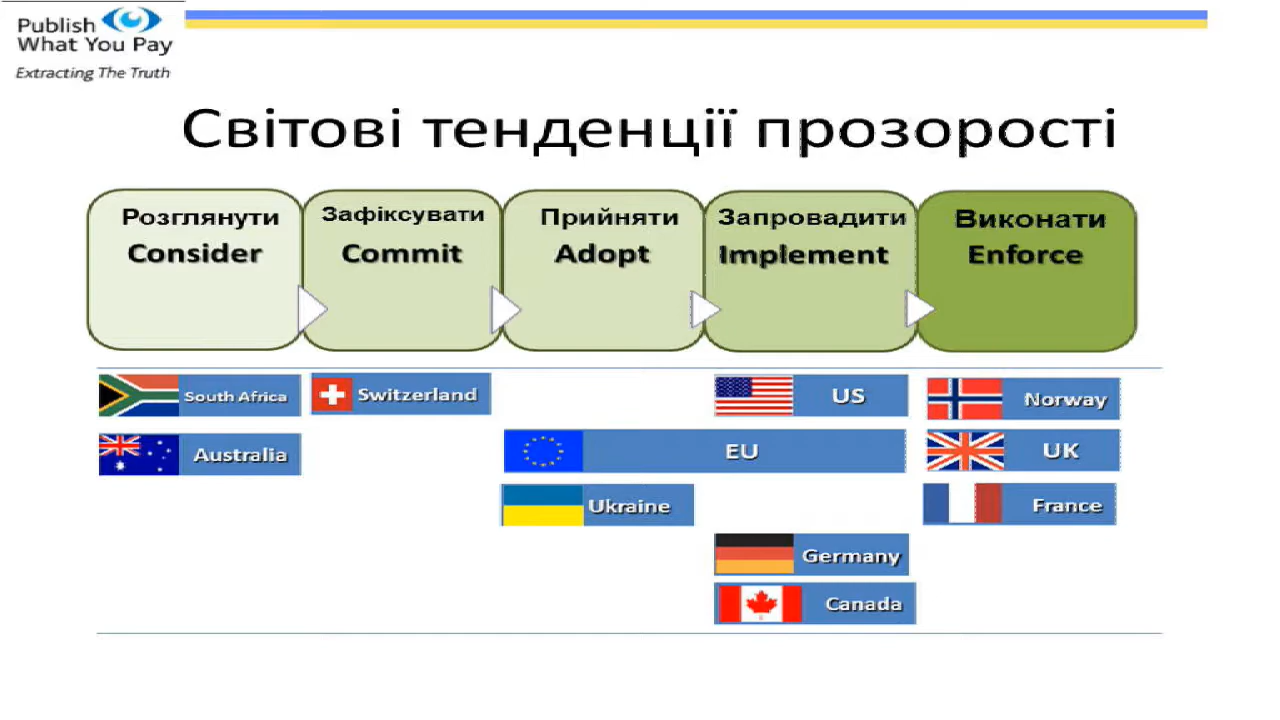 Publish
What You Pay
Extracting The Truth
Світові тенденції прозорості
Розглянути
Consider
Зафіксувати
Commit
Прийняти
Adopt
Запровадити
Implement
Виконати
Enforce
South Africa
Switzerland
US
Norway
Australia
EU
UK
Ukraine
France
Germany
Canada